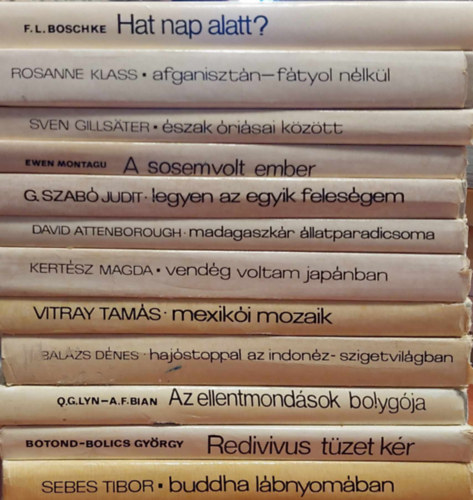 F. L. BOSCHKE Hat nap alatt?
ROSANNE KLASS • afganisztán–fátyol nélkül
SVEN GILLSÄTER • észak óriásai között
EWEN MONTAGU A sosemvolt ember
G. SZABÓ JUDIT · legyen az egyik feleségem
DAVID ATTENBOROUGH · madagaszkár állatparadicsoma
KERTÉSZ MAGDA • vendég voltam japánban
VITRAY TAMÁS · mexikói mozaik
BALÁZS DÉNES · hajóstoppal az indonéz- szigetvilágban
O.G.LYN–A.F.BIAN Az ellentmondások bolygója
BOTOND-BOLICS GYÖRGY Redivivus tüzet kér
SEBES TIBOR • buddha lábnyomában